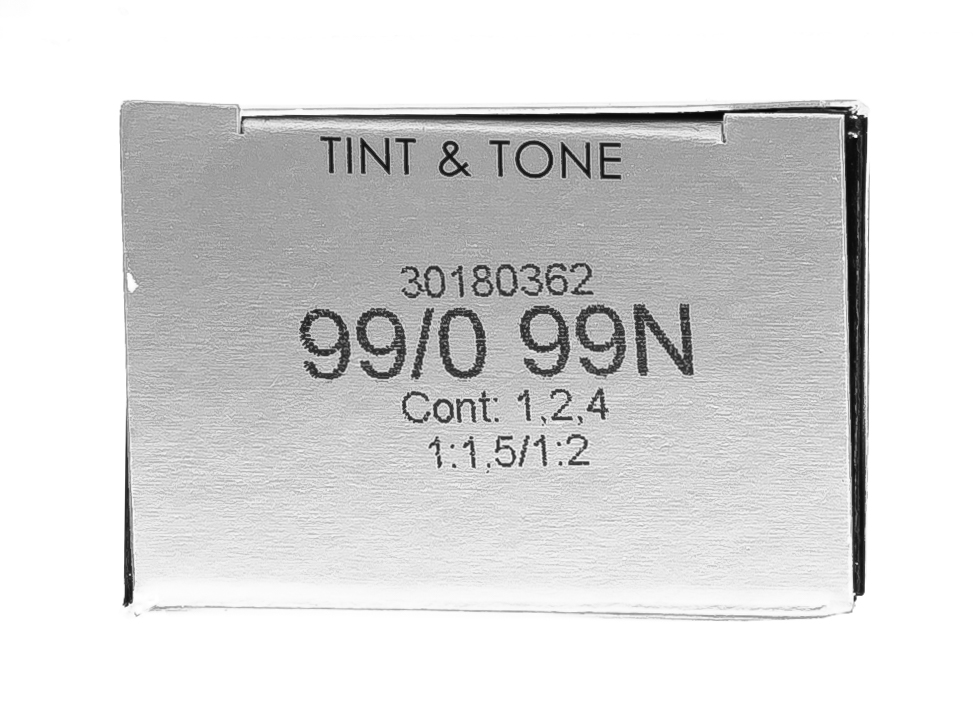 TINT & TONE
30180362
99/0 99N
Cont: 1,2,4
1:1,5/1:2